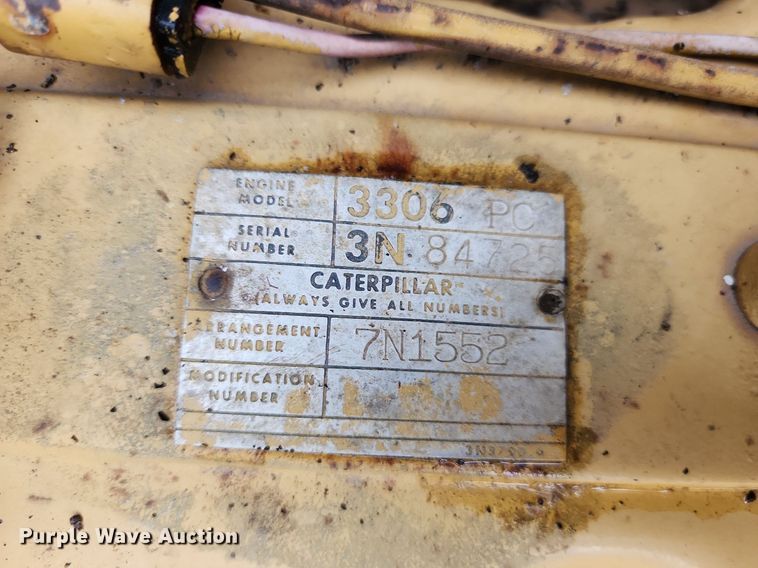 ENGINE MODEL 3306 PC
SERIAL NUMBER 3N 84725
CATERPILLAR
(ALWAYS GIVE ALL NUMBERS)
ARRANGEMENT NUMBER 7N1552
MODIFICATION NUMBER
Purple Wave Auction